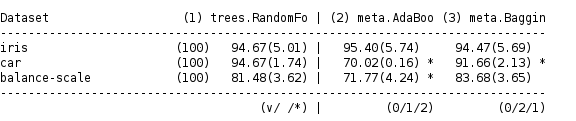 Dataset (1) trees.RandomFo | (2) meta.AdaBoo (3) meta.Baggin
--------------------------------------------------------------------------
iris (100) 94.67(5.01) | 95.40(5.74) 94.47(5.69)
car (100) 94.67(1.74) | 70.02(0.16) * 91.66(2.13) *
balance-scale (100) 81.48(3.62) | 71.77(4.24) * 83.68(3.65)
--------------------------------------------------------------------------
(v/ /*) | (0/1/2) (0/2/1)